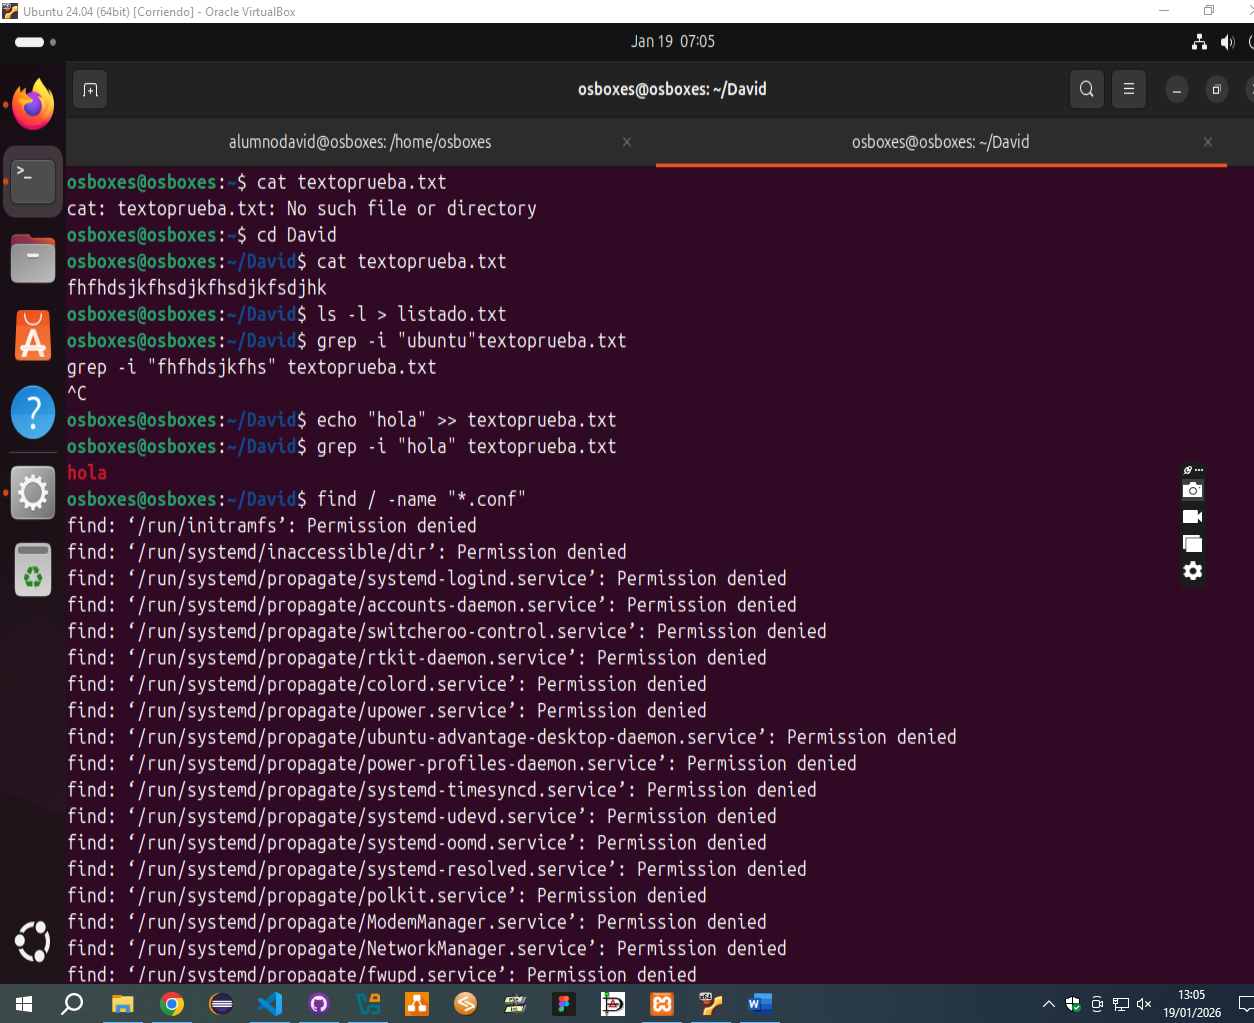 Ubuntu 24.04 (64bit) [Corriendo] - Oracle VirtualBox
Jan 19 07:05
osboxes@osboxes: ~/David
alumnodavid@osboxes: /home/osboxes
osboxes@osboxes: ~/David
osboxes@osboxes:~$ cat textoprueba.txt
cat: textoprueba.txt: No such file or directory
osboxes@osboxes:~$ cd David
osboxes@osboxes:~/David$ cat textoprueba.txt
fhfhdsjkfhsdjkfhsdjkfsdjhk
osboxes@osboxes:~/David$ ls -l > listado.txt
osboxes@osboxes:~/David$ grep -i "ubuntu"textoprueba.txt
grep -i "fhfhdsjkfhs" textoprueba.txt
^C
osboxes@osboxes:~/David$ echo "hola" >> textoprueba.txt
osboxes@osboxes:~/David$ grep -i "hola" textoprueba.txt
hola
osboxes@osboxes:~/David$ find / -name "*.conf"
find: ‘/run/initramfs’: Permission denied
find: ‘/run/systemd/inaccessible/dir’: Permission denied
find: ‘/run/systemd/propagate/systemd-logind.service’: Permission denied
find: ‘/run/systemd/propagate/accounts-daemon.service’: Permission denied
find: ‘/run/systemd/propagate/switcheroo-control.service’: Permission denied
find: ‘/run/systemd/propagate/rtkit-daemon.service’: Permission denied
find: ‘/run/systemd/propagate/colord.service’: Permission denied
find: ‘/run/systemd/propagate/upower.service’: Permission denied
find: ‘/run/systemd/propagate/ubuntu-advantage-desktop-daemon.service’: Permission denied
find: ‘/run/systemd/propagate/power-profiles-daemon.service’: Permission denied
find: ‘/run/systemd/propagate/systemd-timesyncd.service’: Permission denied
find: ‘/run/systemd/propagate/systemd-udevd.service’: Permission denied
find: ‘/run/systemd/propagate/systemd-oomd.service’: Permission denied
find: ‘/run/systemd/propagate/systemd-resolved.service’: Permission denied
find: ‘/run/systemd/propagate/polkit.service’: Permission denied
find: ‘/run/systemd/propagate/ModemManager.service’: Permission denied
find: ‘/run/systemd/propagate/NetworkManager.service’: Permission denied
find: ‘/run/systemd/propagate/fwupd.service’: Permission denied
13:05
19/01/2026